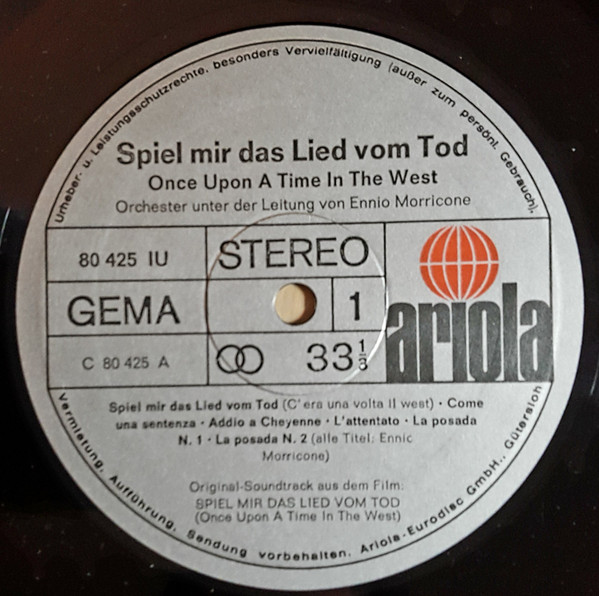 Urheber- u. Leistungsschutzrechte, besonders Vervielfältigung (außer zum persönl. Gebrauch),
Spiel mir das Lied vom Tod
Once Upon A Time In The West
Orchester unter der Leitung von Ennio Morricone
80 425 IU
STEREO
GEMA
1
ariola
C 80 425 A
33 1/3
Spiel mir das Lied vom Tod (C'era una volta il west) · Come
una sentenza · Addio a Cheyenne · L'attentato · La posada
N. 1 · La posada N. 2 (alle Titel: Ennic
Morricone)
Original-Soundtrack aus dem Film:
SPIEL MIR DAS LIED VOM TOD
(Once Upon A Time In The West)
Vermietung, Aufführung, Sendung vorbehalten. Ariola-Eurodisc GmbH., Gütersloh